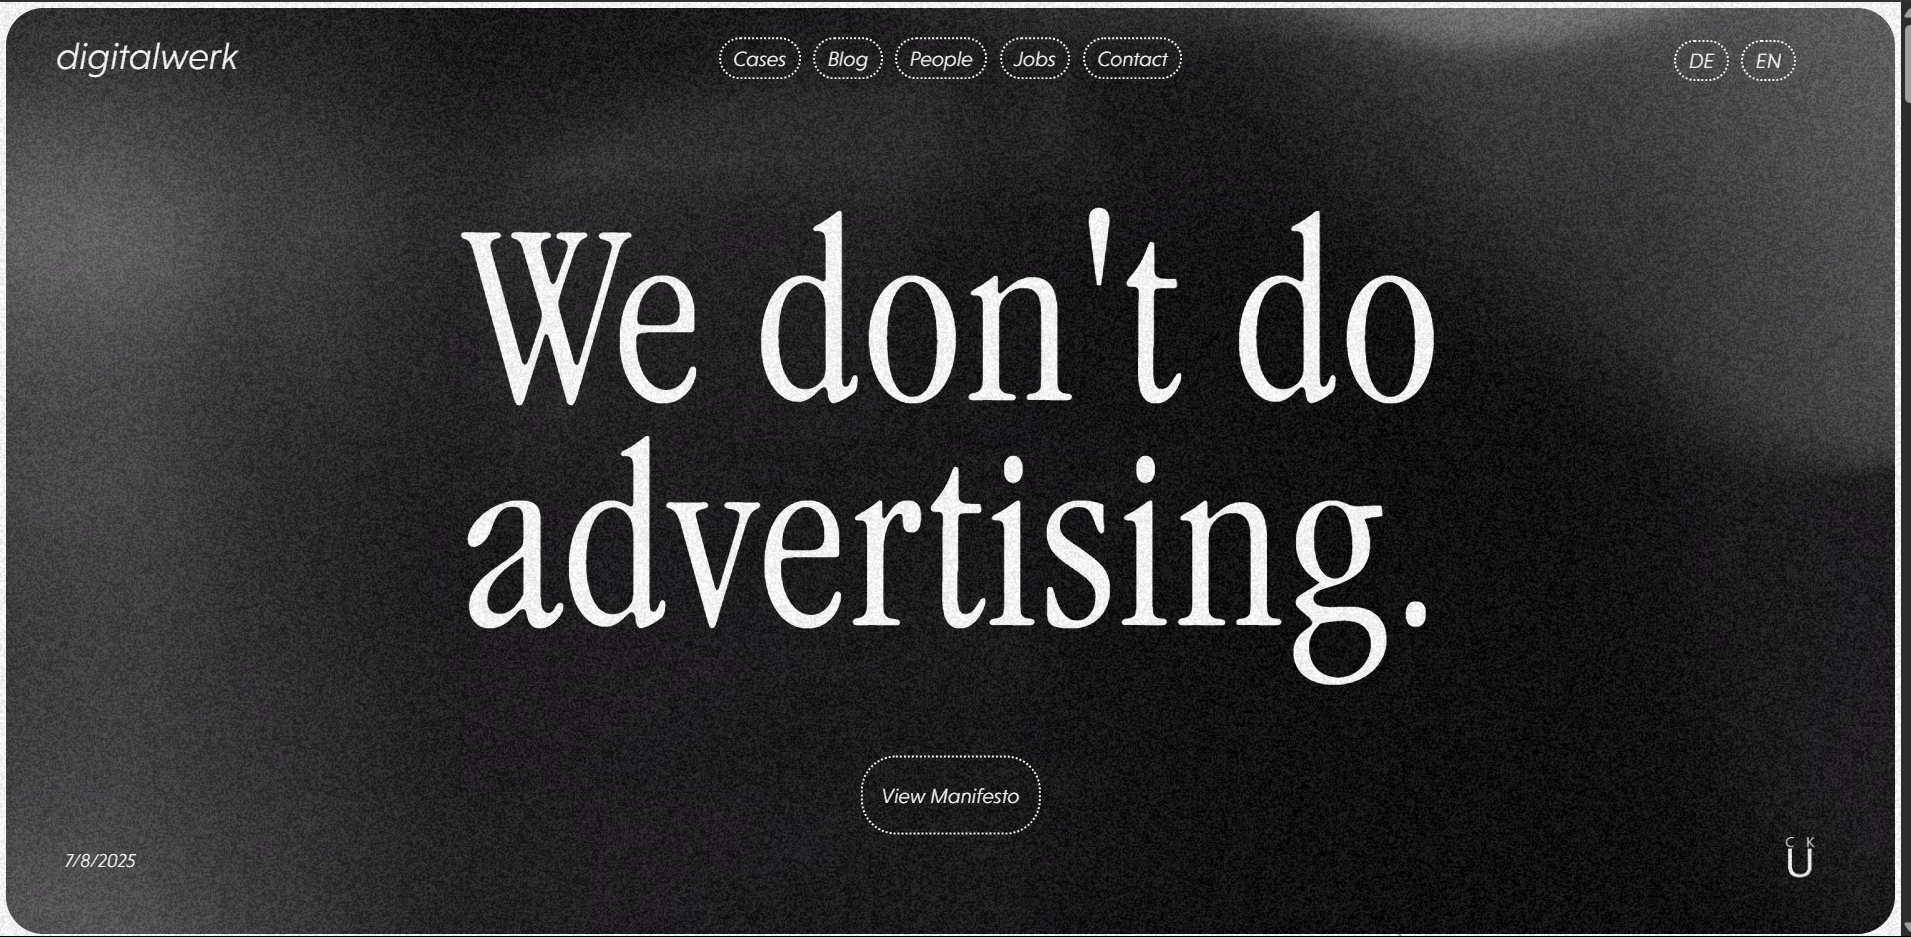 digitalwerk
Cases Blog People Jobs Contact
DE EN
We don't do
advertising.
View Manifesto
7/8/2025
C K
U